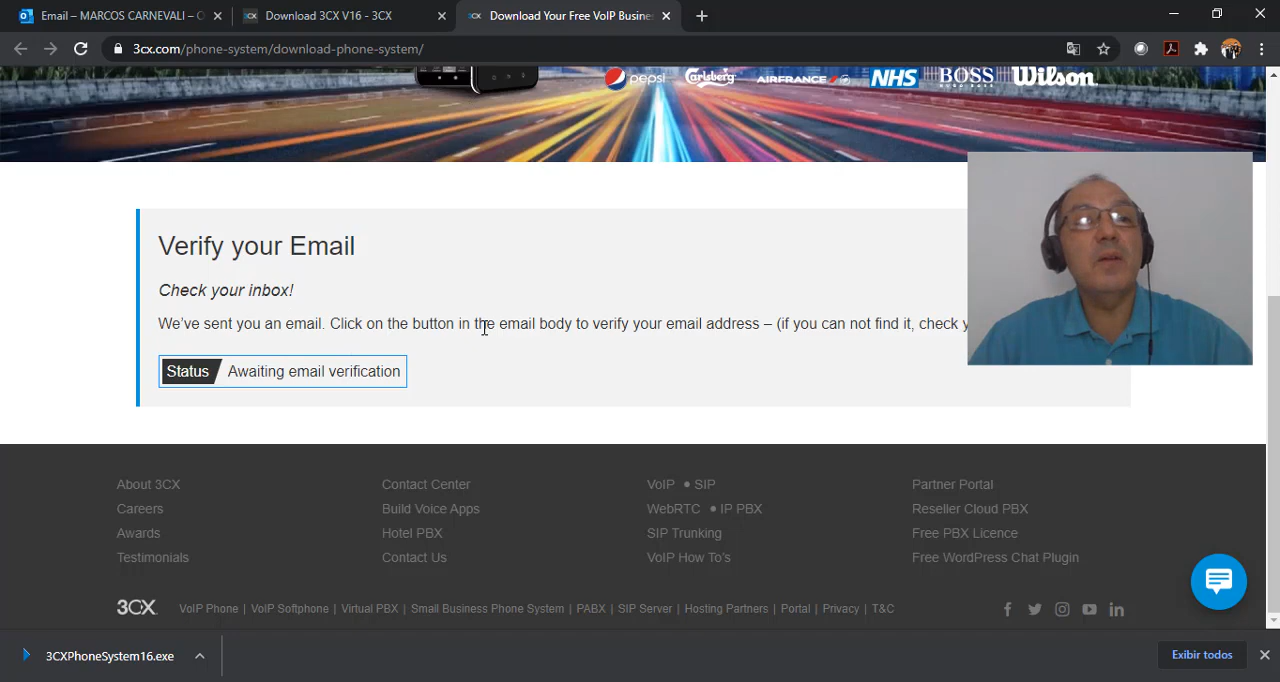 Email – MARCOS CARNEVALI – O
Download 3CX V16 - 3CX
Download Your Free VoIP Busine
3cx.com/phone-system/download-phone-system/
pepsi Carlsberg AIRFRANCE NHS BOSS Wilson
HUGO BOSS
Verify your Email
Check your inbox!
We've sent you an email. Click on the button in the email body to verify your email address – (if you can not find it, check y
Status Awaiting email verification
About 3CX Contact Center VoIP • SIP Partner Portal
Careers Build Voice Apps WebRTC • IP PBX Reseller Cloud PBX
Awards Hotel PBX SIP Trunking Free PBX Licence
Testimonials Contact Us VoIP How To's Free WordPress Chat Plugin
3CX. VoIP Phone | VoIP Softphone | Virtual PBX | Small Business Phone System | PABX | SIP Server | Hosting Partners | Portal | Privacy | T&C
3CXPhoneSystem16.exe
Exibir todos